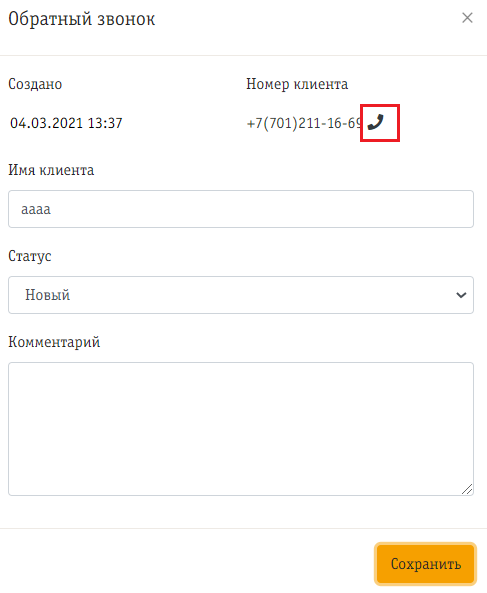 Обратный звонок ×
Создано Номер клиента
04.03.2021 13:37 +7(701)211-16-69
Имя клиента
аааа
Статус
Новый
Комментарий
Сохранить